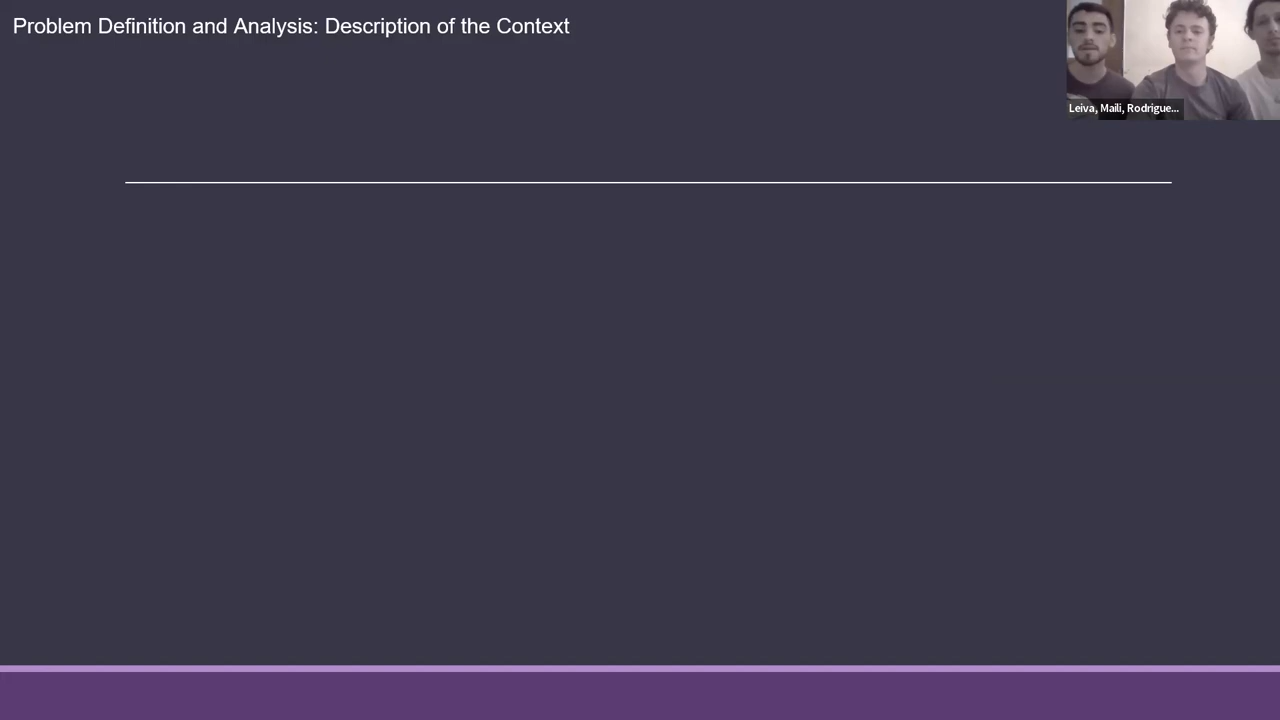 Problem Definition and Analysis: Description of the Context
Leiva, Maili, Rodrigue...